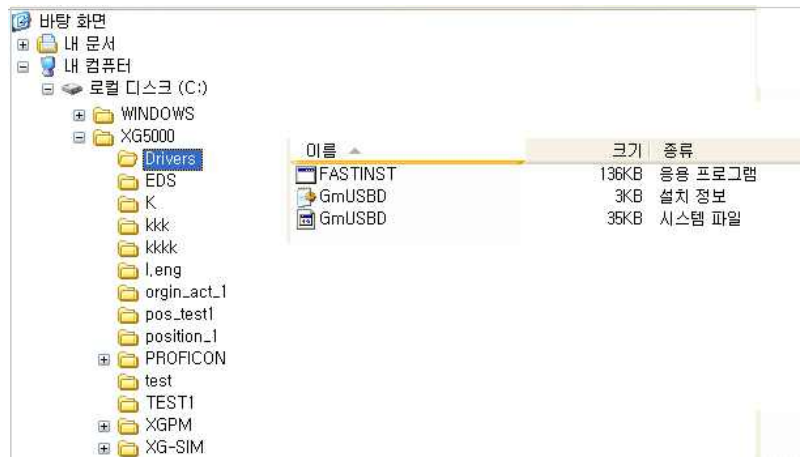 바탕 화면
내 문서
내 컴퓨터
로컬 디스크 (C:)
WINDOWS
XG5000
Drivers
EDS
K
kkk
kkkk
l.eng
orgin_act_1
pos_test1
position_1
PROFICON
test
TEST1
XGPM
XG-SIM
이름 크기 종류
FASTINST 136KB 응용 프로그램
GmUSBD 3KB 설치 정보
GmUSBD 35KB 시스템 파일